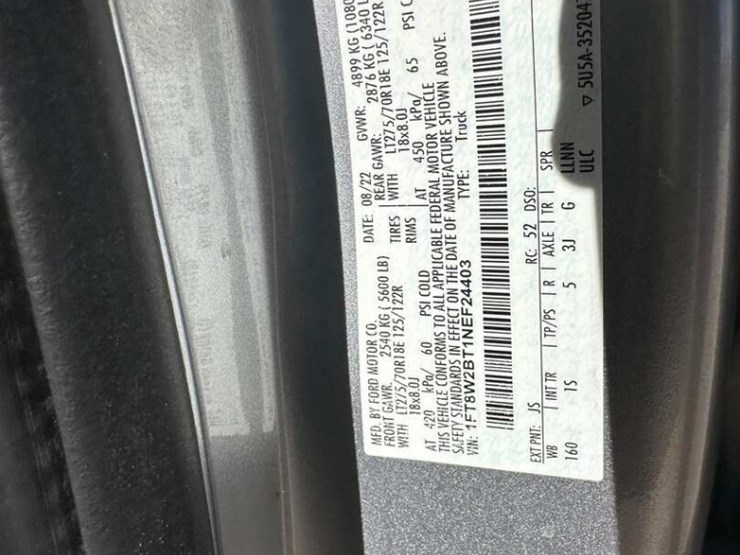 MFD. BY FORD MOTOR CO. DATE: 08/22 GVWR: 4899 KG (1080
FRONT GAWR: 2540 KG (5600 LB) REAR GAWR: 2876 KG (6340 L
WITH LT275/70R18E 125/122R TIRES WITH LT275/70R18E 125/122R
18x8.0J RIMS 18x8.0J
AT 420 kPa/ 60 PSI COLD AT 450 kPa/ 65 PSI C
THIS VEHICLE CONFORMS TO ALL APPLICABLE FEDERAL MOTOR VEHICLE
SAFETY STANDARDS IN EFFECT ON THE DATE OF MANUFACTURE SHOWN ABOVE.
VIN: 1FT8W2BT1NEF24403 TYPE: Truck
EXT PNT: JS RC: 52 DSO:
WB INT TR TP/PS R AXLE TR SPR
160 1S 5 3J G LLNN
ULC ▽ 5U5A-35204